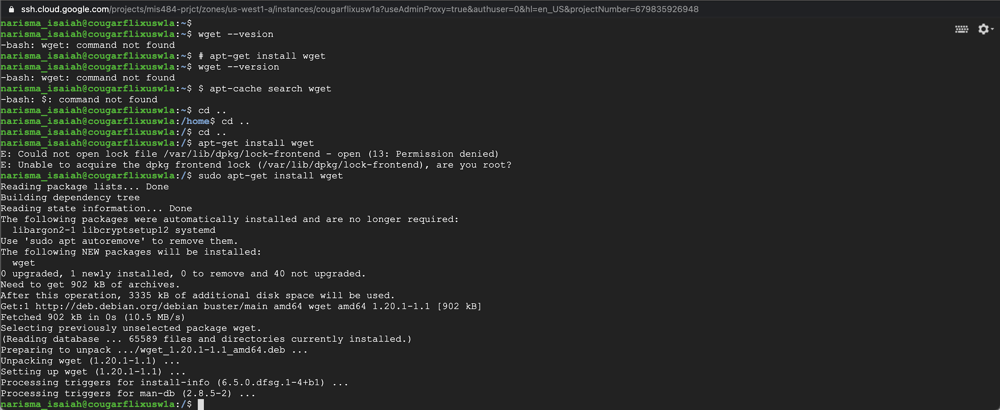 ssh.cloud.google.com/projects/mis484-prjct/zones/us-west1-a/instances/cougarflixusw1a?useAdminProxy=true&authuser=0&hl=en_US&projectNumber=679835926948
narisma_isaiah@cougarflixusw1a:~$
narisma_isaiah@cougarflixusw1a:~$ wget --vesion
-bash: wget: command not found
narisma_isaiah@cougarflixusw1a:~$ # apt-get install wget
narisma_isaiah@cougarflixusw1a:~$ wget --version
-bash: wget: command not found
narisma_isaiah@cougarflixusw1a:~$ $ apt-cache search wget
-bash: $: command not found
narisma_isaiah@cougarflixusw1a:~$ cd ..
narisma_isaiah@cougarflixusw1a:/home$ cd ..
narisma_isaiah@cougarflixusw1a:/$ cd ..
narisma_isaiah@cougarflixusw1a:/$ apt-get install wget
E: Could not open lock file /var/lib/dpkg/lock-frontend - open (13: Permission denied)
E: Unable to acquire the dpkg frontend lock (/var/lib/dpkg/lock-frontend), are you root?
narisma_isaiah@cougarflixusw1a:/$ sudo apt-get install wget
Reading package lists... Done
Building dependency tree
Reading state information... Done
The following packages were automatically installed and are no longer required:
  libargon2-1 libcryptsetup12 systemd
Use 'sudo apt autoremove' to remove them.
The following NEW packages will be installed:
  wget
0 upgraded, 1 newly installed, 0 to remove and 40 not upgraded.
Need to get 902 kB of archives.
After this operation, 3335 kB of additional disk space will be used.
Get:1 http://deb.debian.org/debian buster/main amd64 wget amd64 1.20.1-1.1 [902 kB]
Fetched 902 kB in 0s (10.5 MB/s)
Selecting previously unselected package wget.
(Reading database ... 65589 files and directories currently installed.)
Preparing to unpack .../wget_1.20.1-1.1_amd64.deb ...
Unpacking wget (1.20.1-1.1) ...
Setting up wget (1.20.1-1.1) ...
Processing triggers for install-info (6.5.0.dfsg.1-4+b1) ...
Processing triggers for man-db (2.8.5-2) ...
narisma_isaiah@cougarflixusw1a:/$